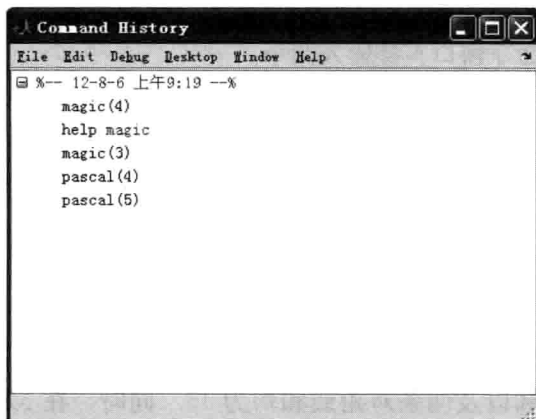 Command History
File Edit Debug Desktop Window Help
%-- 12-8-6 上午9:19 --%
magic(4)
help magic
magic(3)
pascal(4)
pascal(5)